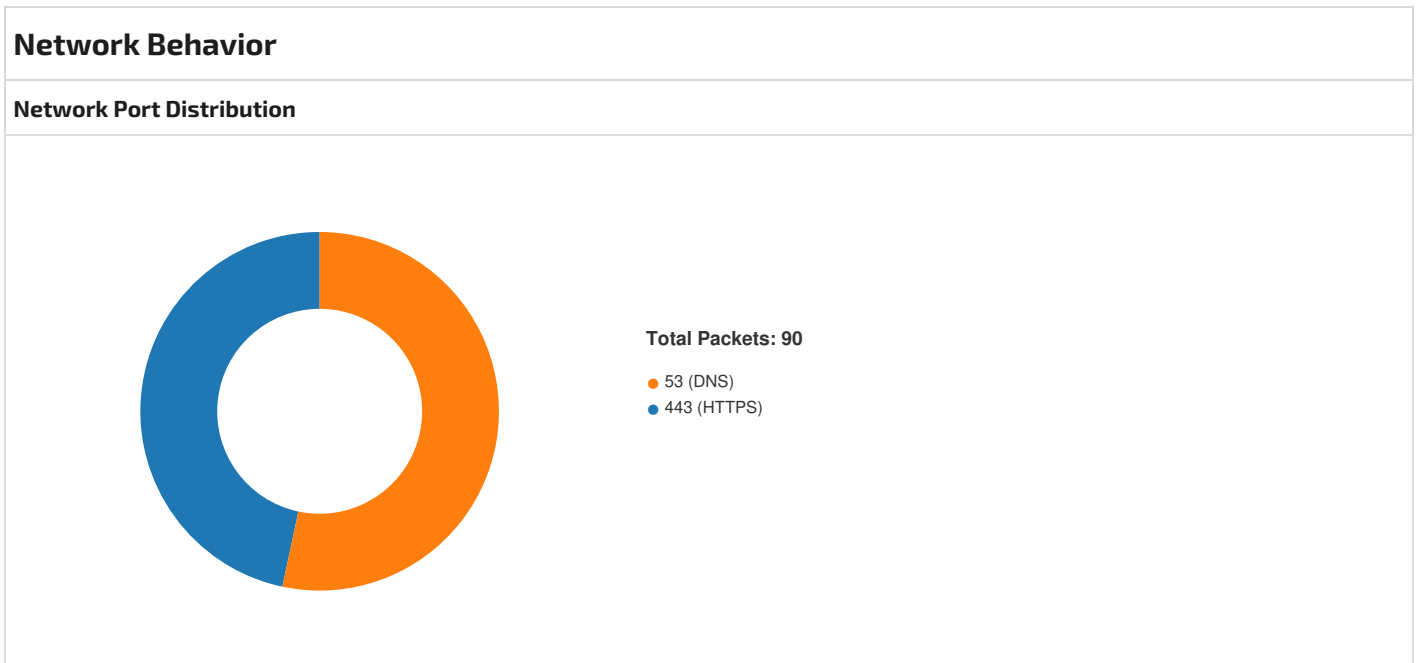 Network Behavior
Network Port Distribution
Total Packets: 90
53 (DNS)
443 (HTTPS)